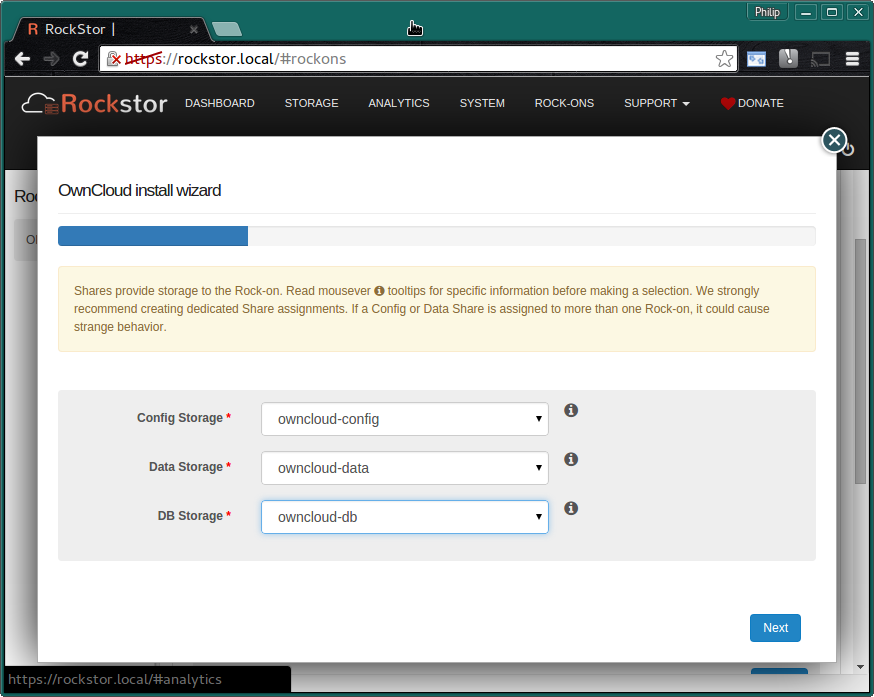 Philip
R RockStor |
https://rockstor.local/#rockons
Rockstor DASHBOARD STORAGE ANALYTICS SYSTEM ROCK-ONS SUPPORT DONATE
OwnCloud install wizard
Shares provide storage to the Rock-on. Read mousever tooltips for specific information before making a selection. We strongly
recommend creating dedicated Share assignments. If a Config or Data Share is assigned to more than one Rock-on, it could cause
strange behavior.
Config Storage * owncloud-config
Data Storage * owncloud-data
DB Storage * owncloud-db
Next
https://rockstor.local/#analytics